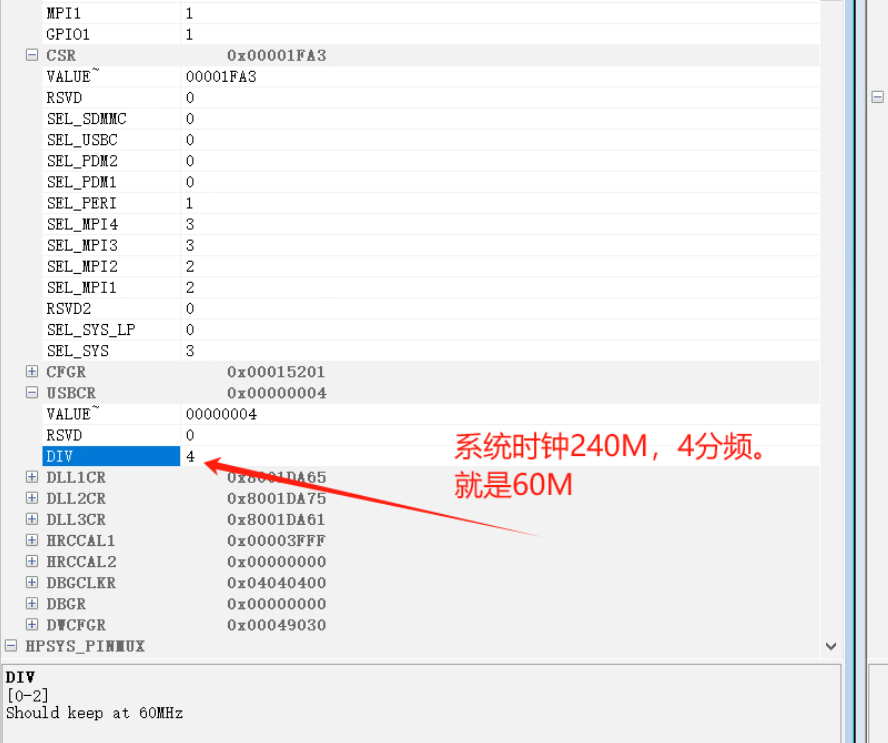 MPI1 1
GPIO1 1
CSR 0x00001FA3
VALUE~ 00001FA3
RSVD 0
SEL_SDMMC 0
SEL_USBC 0
SEL_PDM2 0
SEL_PDM1 0
SEL_PERI 1
SEL_MPI4 3
SEL_MPI3 3
SEL_MPI2 2
SEL_MPI1 2
RSVD2 0
SEL_SYS_LP 0
SEL_SYS 3
CFGR 0x00015201
USBCR 0x00000004
VALUE~ 00000004
RSVD 0
DIV 4
系统时钟240M，4分频。
就是60M
DLL1CR 0x8001DA65
DLL2CR 0x8001DA75
DLL3CR 0x8001DA61
HRCCAL1 0x00003FFF
HRCCAL2 0x00000000
DBGCLKR 0x04040400
DBGR 0x00000000
DWCFGR 0x00049030
HPSYS_PINMUX
DIV
[0-2]
Should keep at 60MHz